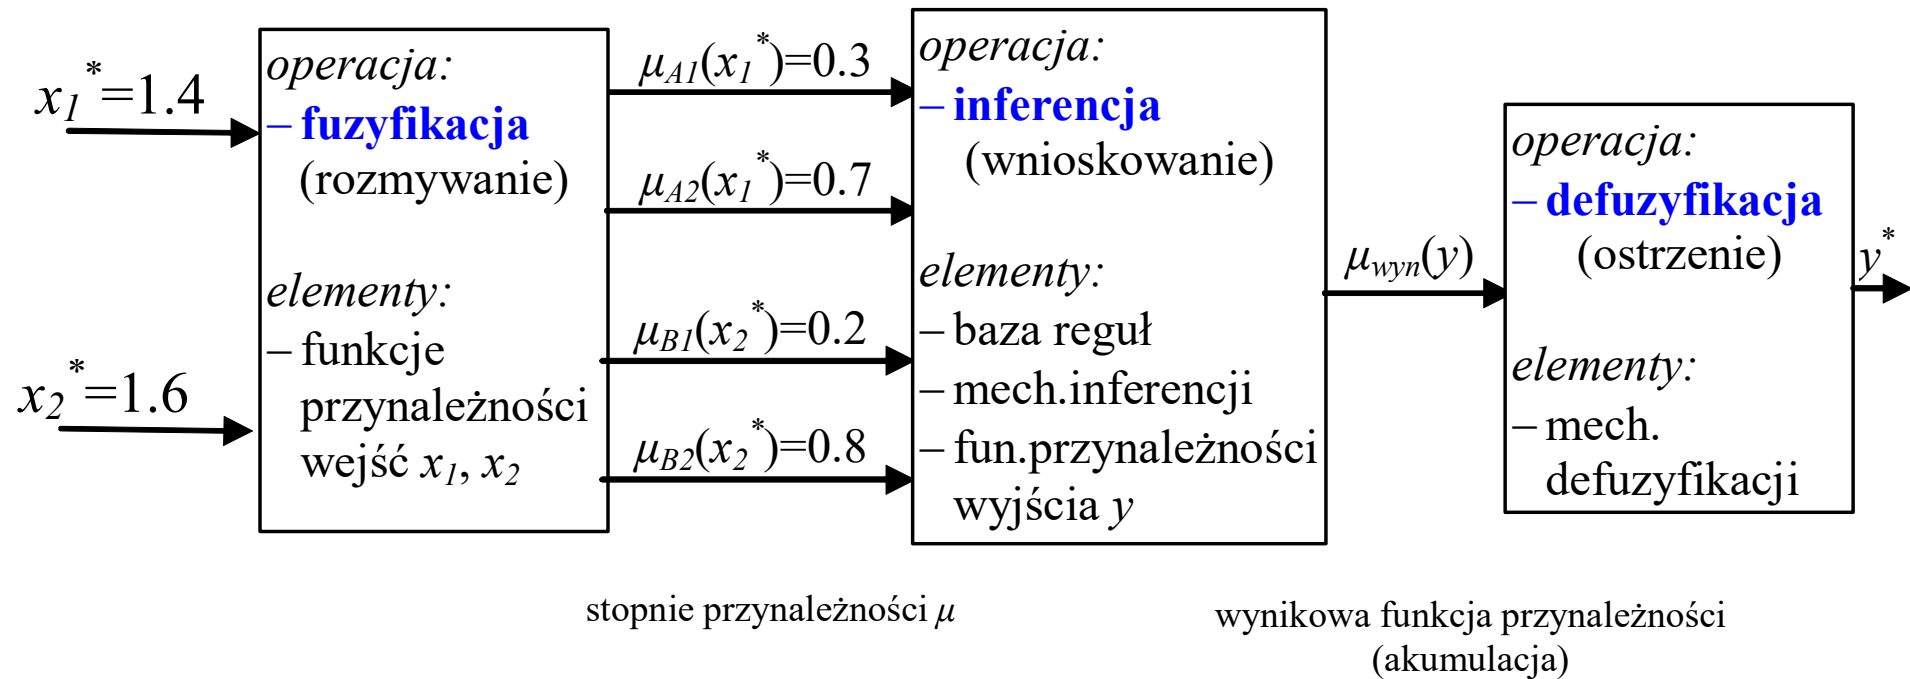 x₁*=1.4
x₂*=1.6
operacja:
– fuzyfikacja
(rozmywanie)
elementy:
– funkcje
przynależności
wejść x₁, x₂
μA1(x₁*)=0.3
μA2(x₁*)=0.7
μB1(x₂*)=0.2
μB2(x₂*)=0.8
operacja:
– inferencja
(wnioskowanie)
elementy:
– baza reguł
– mech.inferencji
– fun.przynależności
wyjścia y
μwyn(y)
operacja:
– defuzyfikacja
(ostrzenie)
elementy:
– mech.
defuzyfikacji
y*
stopnie przynależności μ
wynikowa funkcja przynależności
(akumulacja)